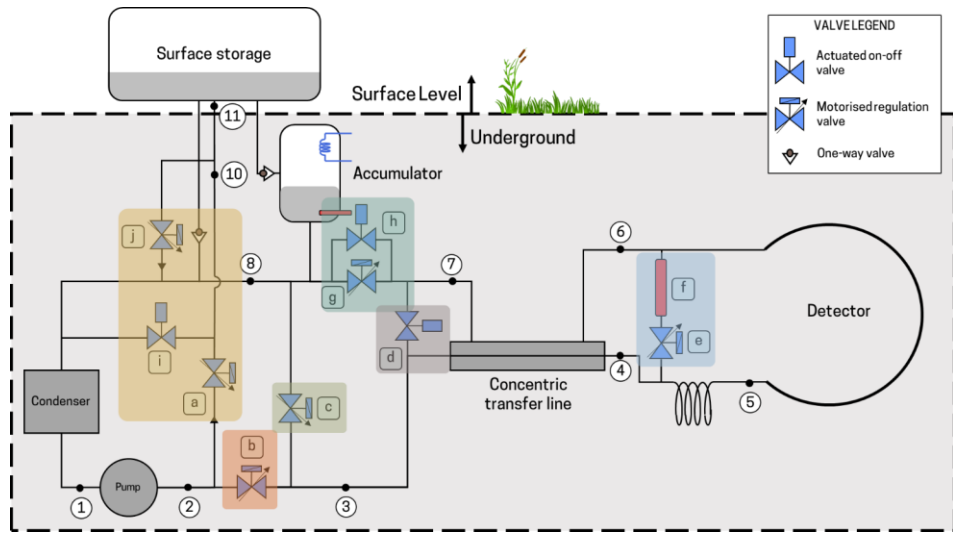 Surface storage
VALVE LEGEND
Actuated on-off
valve
Motorised regulation
valve
One-way valve
Surface Level
Underground
11
10
Accumulator
j
h
8
g
7
6
f
e
Detector
i
a
d
c
Condenser
Concentric
transfer line
4
5
b
Pump
1
2
3